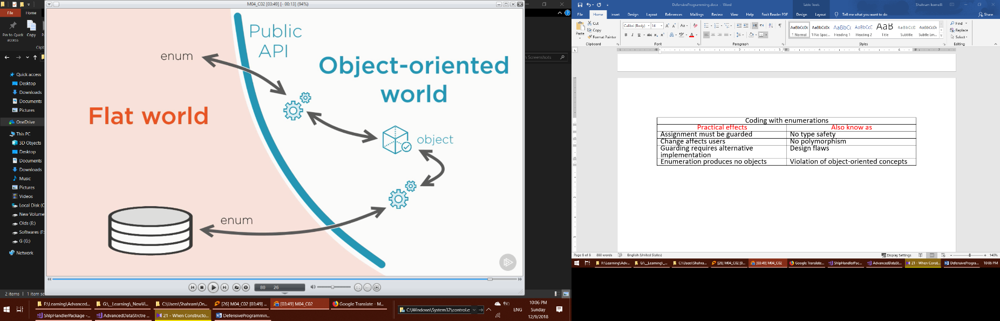 M04_C02 [03:49] [- 00:13] (94%)
File
Home
Pin to Quick
access
Copy
Quick access
Desktop
Downloads
Documents
Pictures
OneDrive
This PC
3D Objects
Desktop
Documents
Downloads
Music
Pictures
Videos
Local Disk (C
New Volume
Olds (E:)
Softwares (F:
G (G:)
Network
2 items
1 item se
Screenshots
enum
Public
API
Object-oriented
world
Flat world
object
enum
80 26
F:\Learning\Advanced...
G:\__Learning\_NewVi...
C:\Users\Shahram\On...
[26] M04_C02 [03:49] ...
[03:49] M04_C02
Google Translate - M...
ShipHandlerPackage -...
AdvancedDataStrctre ...
21 - When Constructo...
DefensiveProgrammin...
C:\Windows\System32\control.e
ENG
10:06 PM
Sunday
12/9/2018
DefensiveProgramming.docx - Word
Table Tools
Shahram komeili
File Home Insert Design Layout References Mailings Review View Help Foxit Reader PDF Design Layout Tell me what you want to do Share
Paste
Cut
Copy
Format Painter
Clipboard
Calibri (Body) 14
Font
Paragraph
AaBbCcDc AaBbCcDc AaBbCc AaBbCcE AaB AaBbCcD AaBbCcDc
1 Normal 1 No Spac... Heading 1 Heading 2 Title Subtitle Subtle Em...
Styles
Find
Replace
Select
Editing
Coding with enumerations
Practical effects Also know as
Assignment must be guarded No type safety
Change affects users No polymorphism
Guarding requires alternative Design flaws
implementation
Enumeration produces no objects Violation of object-oriented concepts
Page 8 of 8 880 words English (United States) Display Settings 140%
F:\Learning\Adv... G:\__Learning\_... C:\Users\Shahra... [26] M04_C02 [0... [03:49] M04_C02 Google Translate... ShipHandlerPac... AdvancedDataSt... 21 - When Const... DefensiveProgra... 10:06 PM